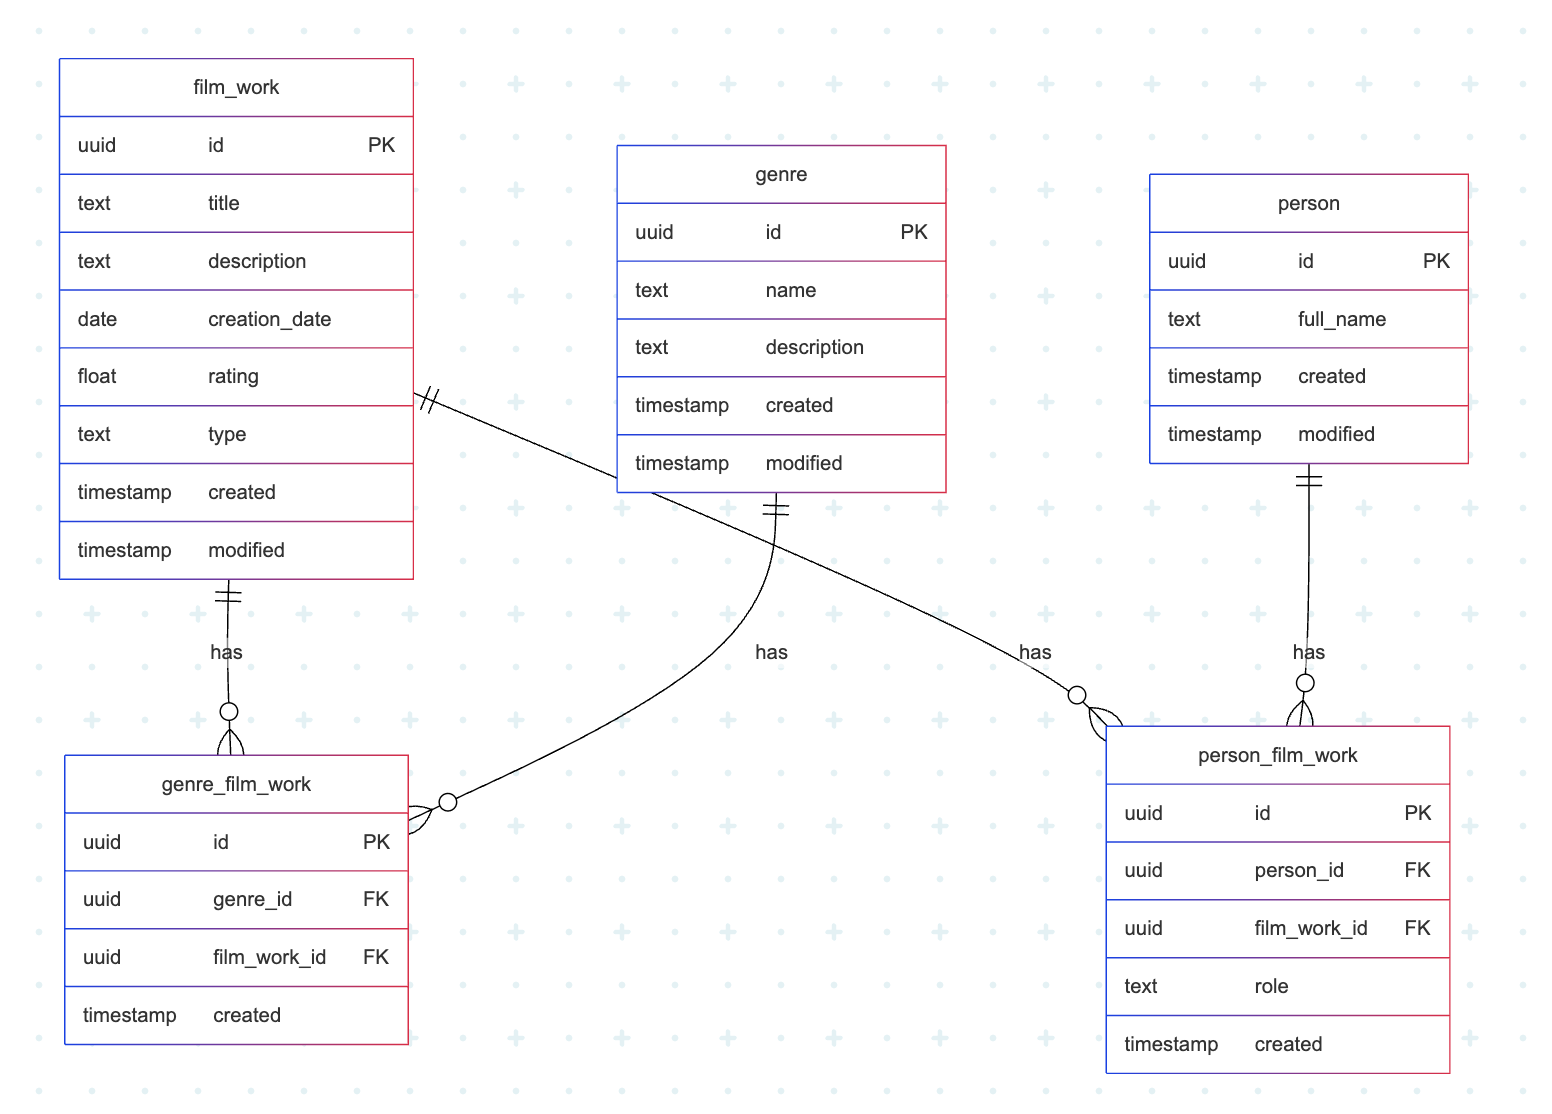 film_work
uuid id PK
text title
text description
date creation_date
float rating
text type
timestamp created
timestamp modified
genre
uuid id PK
text name
text description
timestamp created
timestamp modified
person
uuid id PK
text full_name
timestamp created
timestamp modified
has
has
has
has
genre_film_work
uuid id PK
uuid genre_id FK
uuid film_work_id FK
timestamp created
person_film_work
uuid id PK
uuid person_id FK
uuid film_work_id FK
text role
timestamp created